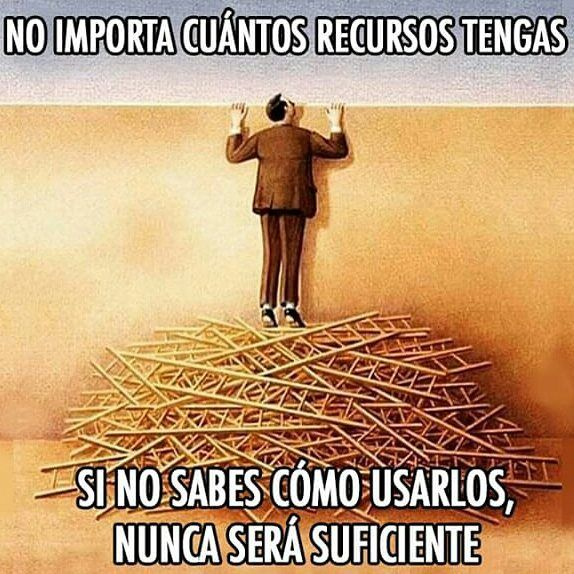 NO IMPORTA CUÁNTOS RECURSOS TENGAS
SI NO SABES CÓMO USARLOS,
NUNCA SERÁ SUFICIENTE